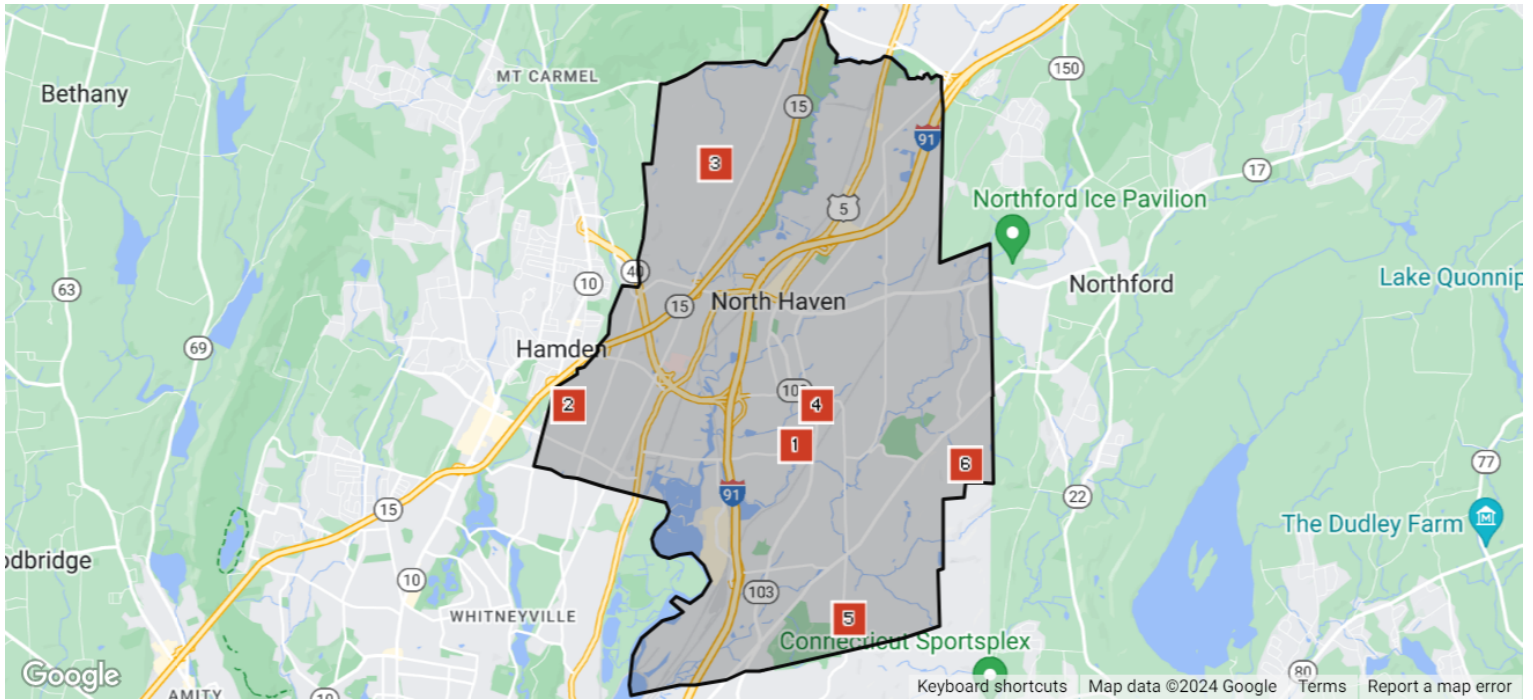 Bethany
MT CARMEL
150
15
91
3
17
Northford Ice Pavilion
5
63
40
10
15
North Haven
Northford
Lake Quonnip
69
Hamden
2
10
4
1
6
77
91
22
15
The Dudley Farm
odbridge
10
103
WHITNEYVILLE
5
Connecticut Sportsplex
Google
80
AMITY
10
Keyboard shortcuts
Map data ©2024 Google
Terms
Report a map error